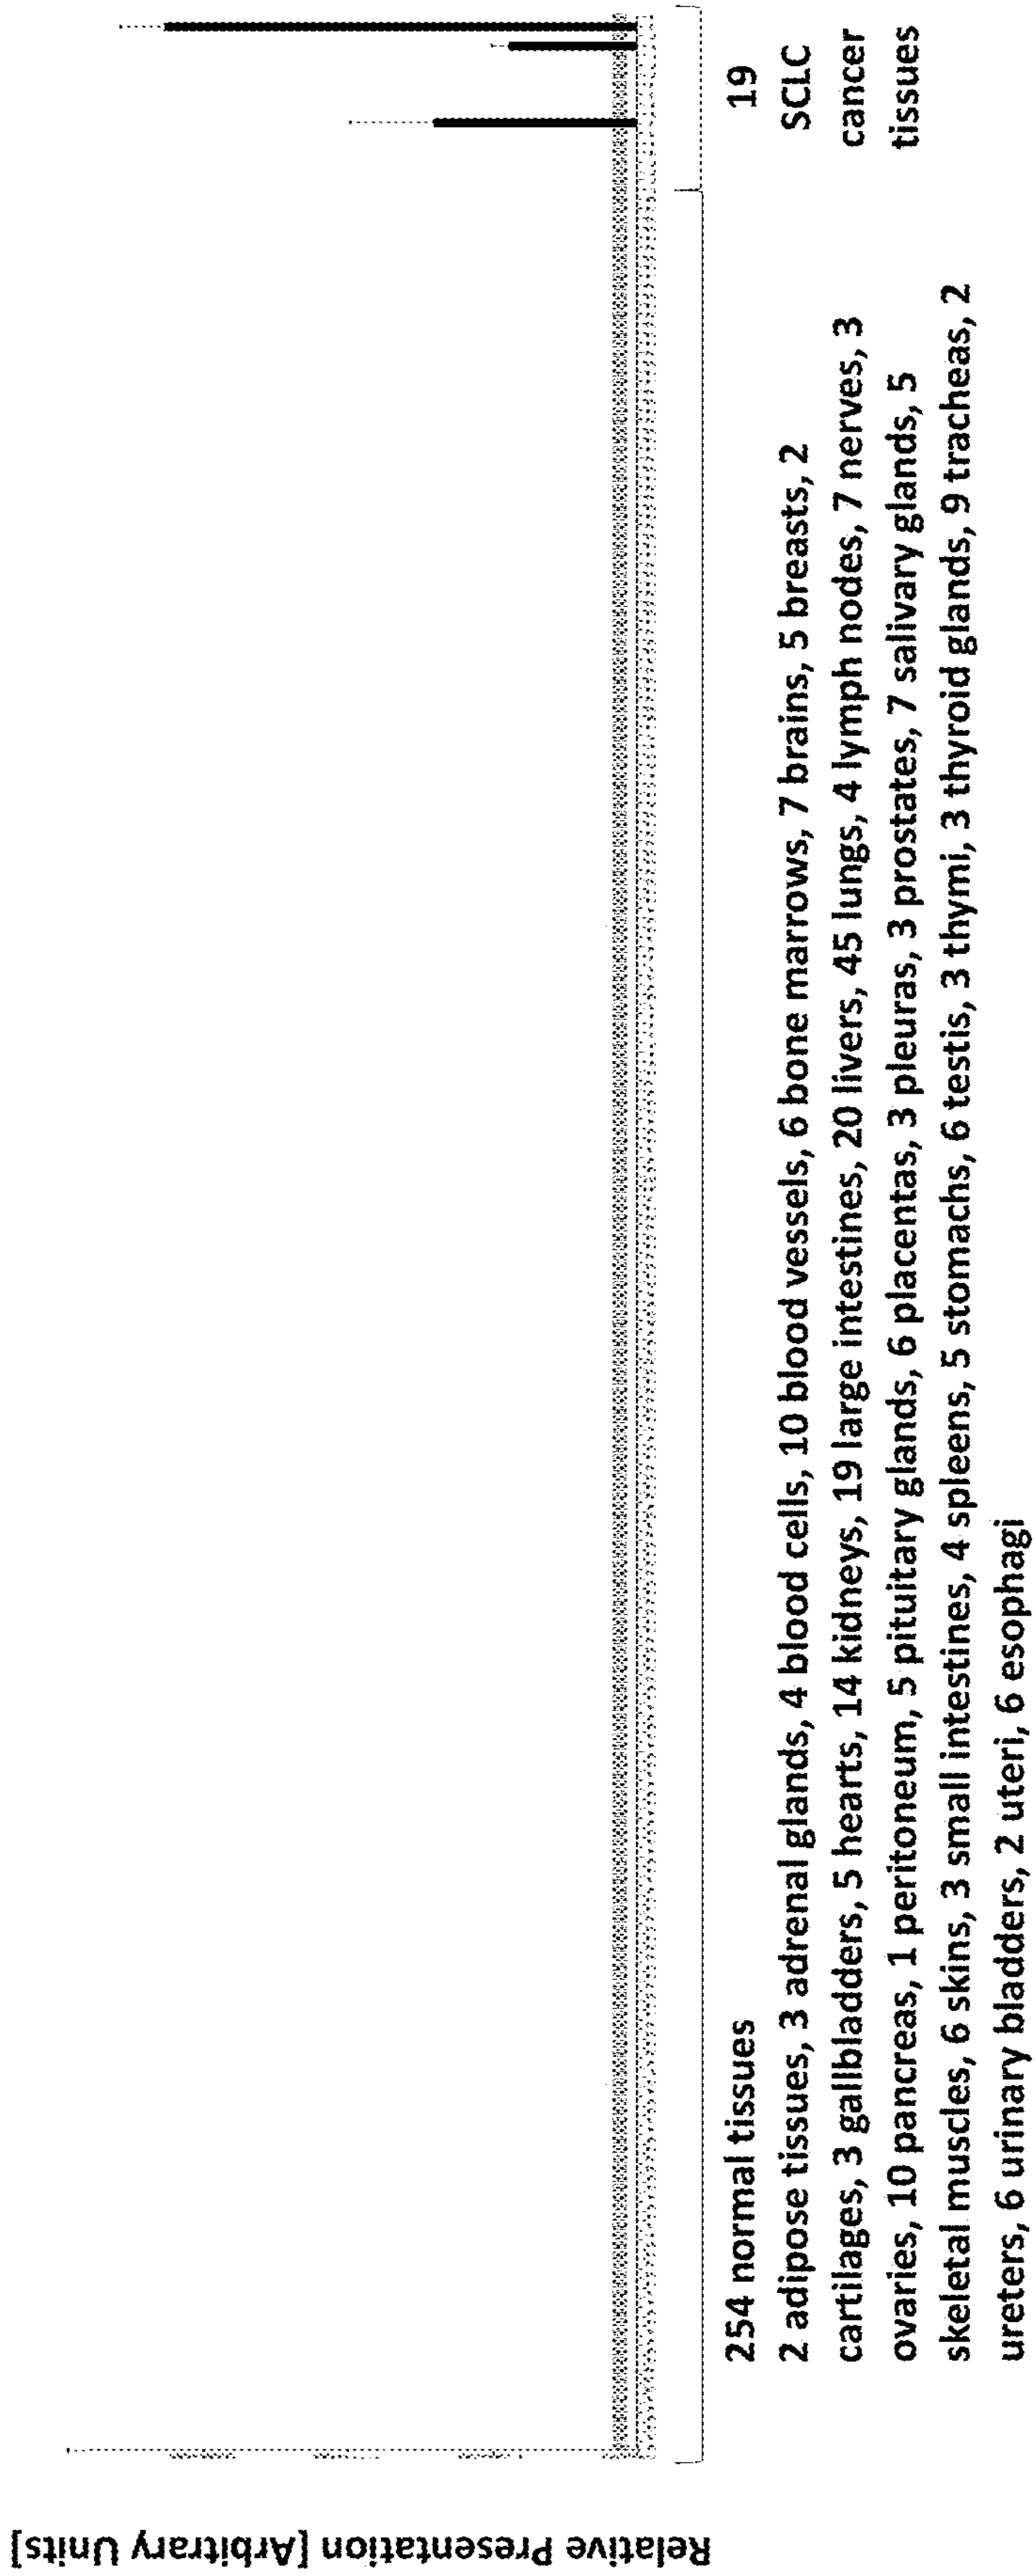 Relative Presentation [Arbitrary Units]
254 normal tissues
2 adipose tissues, 3 adrenal glands, 4 blood cells, 10 blood vessels, 6 bone marrows, 7 brains, 5 breasts, 2
cartilages, 3 gallbladders, 5 hearts, 14 kidneys, 19 large intestines, 20 livers, 45 lungs, 4 lymph nodes, 7 nerves, 3
ovaries, 10 pancreas, 1 peritoneum, 5 pituitary glands, 6 placentas, 3 pleuras, 3 prostates, 7 salivary glands, 5
skeletal muscles, 6 skins, 3 small intestines, 4 spleens, 5 stomachs, 6 testis, 3 thymi, 3 thyroid glands, 9 tracheas, 2
ureters, 6 urinary bladders, 2 uteri, 6 esophagi
19
SCLC
cancer
tissues